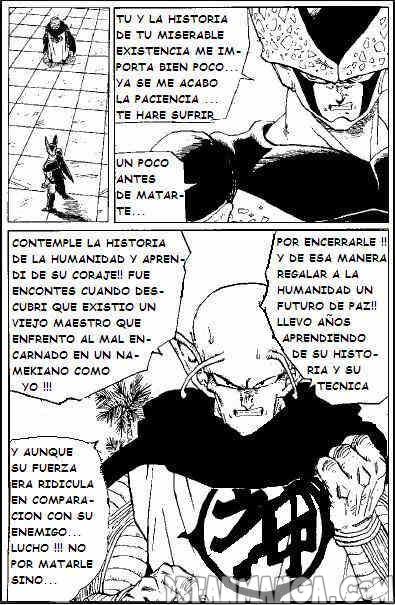 TU Y LA HISTORIA
DE TU MISERABLE
EXISTENCIA ME IM-
PORTA BIEN POCO...
YA SE ME ACABO
LA PACIENCIA ...
TE HARE SUFRIR
UN POCO
ANTES
DE MATAR-
TE...
CONTEMPLE LA HISTORIA
DE LA HUMANIDAD Y APREN-
DI DE SU CORAJE!! FUE
ENCONTES CUANDO DES-
CUBRI QUE EXISTIO UN
VIEJO MAESTRO QUE
ENFRENTO AL MAL EN-
CARNADO EN UN NA-
MEKIANO COMO
YO !!!
Y AUNQUE
SU FUERZA
ERA RIDICULA
EN COMPARA-
CION CON SU
ENEMIGO...
LUCHO !!! NO
POR MATARLE
SINO...
POR ENCERRARLE !!
Y DE ESA MANERA
REGALAR A LA
HUMANIDAD UN
FUTURO DE PAZ!!
LLEVO AÑOS
APRENDIENDO
DE SU HISTO-
RIA Y SU
TECNICA
神